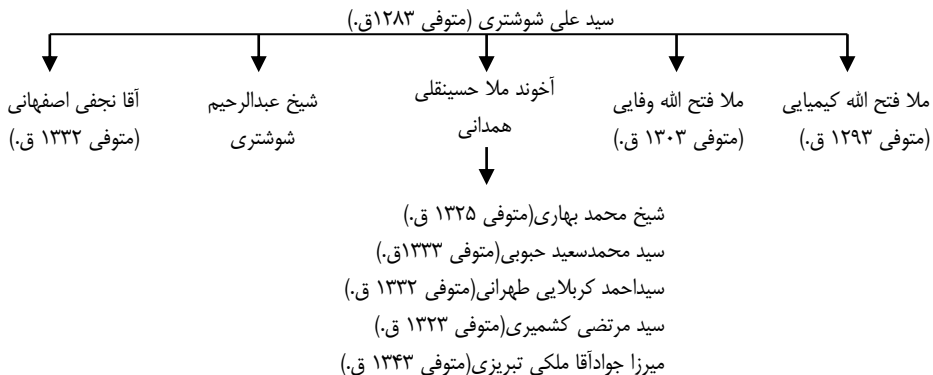 سید علی شوشتری (متوفی ۱۲۸۳ق.)
ملا فتح الله کیمیایی
(متوفی ۱۲۹۳ ق.)
ملا فتح الله وفایی
(متوفی ۱۳۰۳ ق.)
آخوند ملا حسینقلی
همدانی
شیخ عبدالرحیم
شوشتری
آقا نجفی اصفهانی
(متوفی ۱۳۳۲ ق.)
شیخ محمد بهاری(متوفی ۱۳۲۵ ق.)
سید محمدسعید حبوبی(متوفی ۱۳۳۳ق.)
سیداحمد کربلایی طهرانی(متوفی ۱۳۳۲ ق.)
سید مرتضی کشمیری(متوفی ۱۳۲۳ ق.)
میرزا جوادآقا ملکی تبریزی(متوفی ۱۳۴۳ ق.)